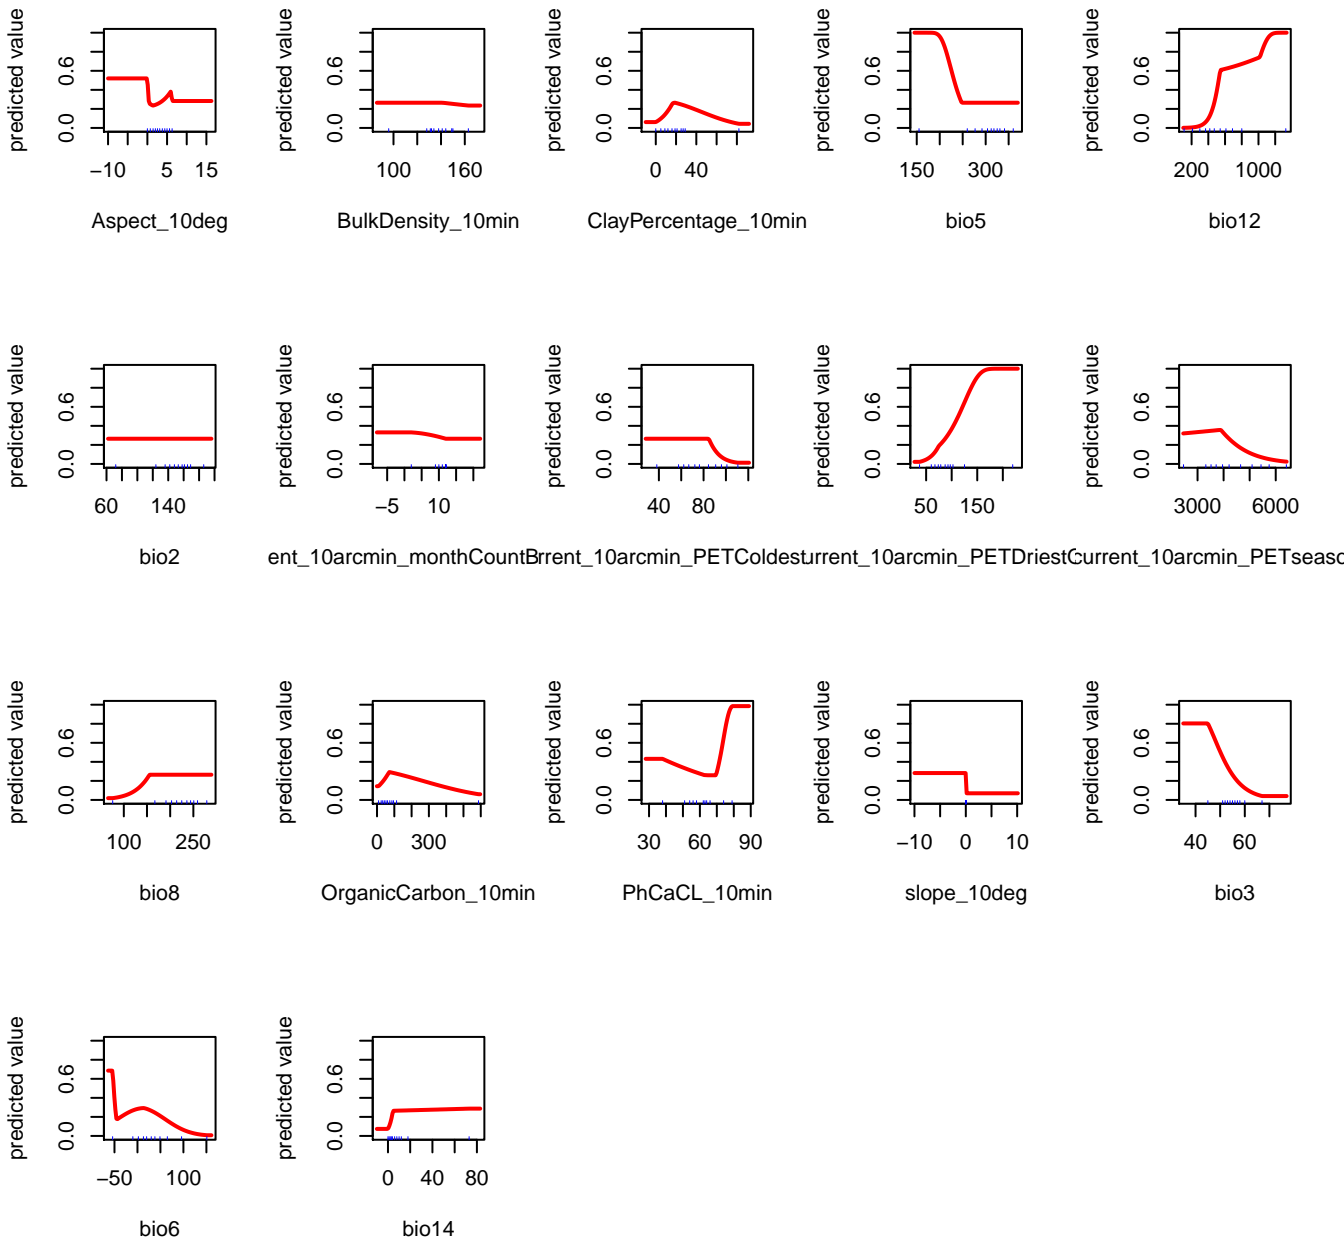 predicted value
0.0 0.6
−10 5 15
Aspect_10deg
predicted value
0.0 0.6
100 160
BulkDensity_10min
predicted value
0.0 0.6
0 40
ClayPercentage_10min
predicted value
0.0 0.6
150 300
bio5
predicted value
0.0 0.6
200 1000
bio12
predicted value
0.0 0.6
60 140
bio2
predicted value
0.0 0.6
−5 10
ent_10arcmin_monthCountB
predicted value
0.0 0.6
40 80
rrent_10arcmin_PETColdest
predicted value
0.0 0.6
50 150
urrent_10arcmin_PETDriestQ
predicted value
0.0 0.6
3000 6000
Current_10arcmin_PETseaso
predicted value
0.0 0.6
100 250
bio8
predicted value
0.0 0.6
0 300
OrganicCarbon_10min
predicted value
0.0 0.6
30 60 90
PhCaCL_10min
predicted value
0.0 0.6
−10 0 10
slope_10deg
predicted value
0.0 0.6
40 60
bio3
predicted value
0.0 0.6
−50 100
bio6
predicted value
0.0 0.6
0 40 80
bio14